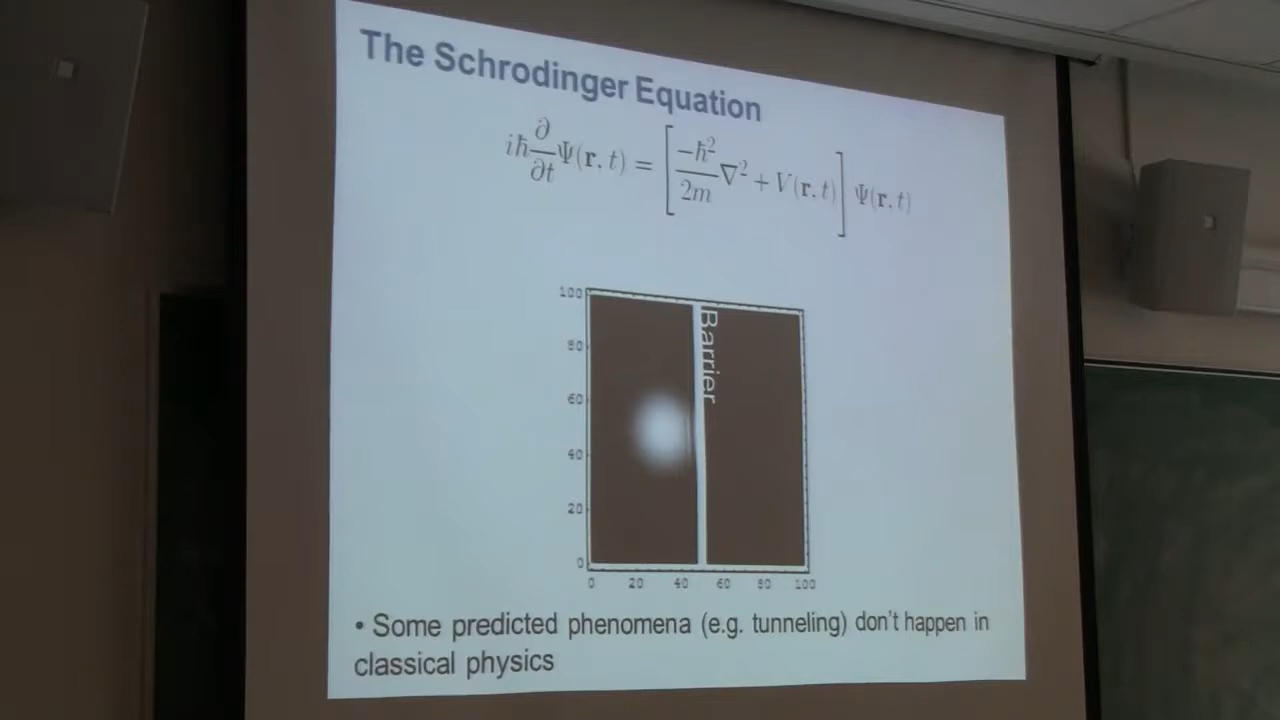 The Schrodinger Equation
iħ ∂/∂t Ψ(r, t) = [−ħ²/2m ∇² + V(r, t)] Ψ(r, t)
100
80
60
40
20
0
Barrier
0 20 40 60 80 100
• Some predicted phenomena (e.g. tunneling) don't happen in
classical physics